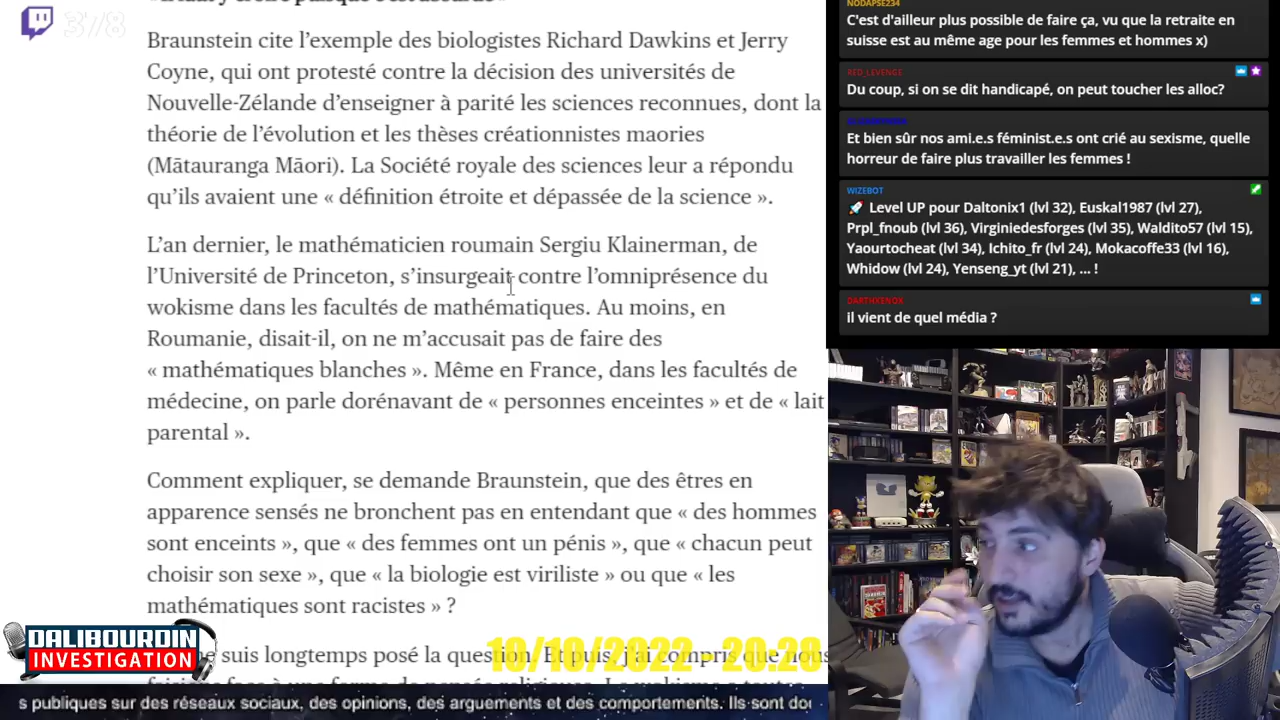 378
Braunstein cite l’exemple des biologistes Richard Dawkins et Jerry
Coyne, qui ont protesté contre la décision des universités de
Nouvelle-Zélande d’enseigner à parité les sciences reconnues, dont la
théorie de l’évolution et les thèses créationnistes maories
(Mātauranga Māori). La Société royale des sciences leur a répondu
qu’ils avaient une « définition étroite et dépassée de la science ».
L’an dernier, le mathématicien roumain Sergiu Klainerman, de
l’Université de Princeton, s’insurgeait contre l’omniprésence du
wokisme dans les facultés de mathématiques. Au moins, en
Roumanie, disait-il, on ne m’accusait pas de faire des
« mathématiques blanches ». Même en France, dans les facultés de
médecine, on parle dorénavant de « personnes enceintes » et de « lait
parental ».
Comment expliquer, se demande Braunstein, que des êtres en
apparence sensés ne bronchent pas en entendant que « des hommes
sont enceints », que « des femmes ont un pénis », que « chacun peut
choisir son sexe », que « la biologie est viriliste » ou que « les
mathématiques sont racistes » ?
suis longtemps posé la question. Et puis, j’ai compris que nous
10/10/2022 - 20:28
DALIBOURDIN
INVESTIGATION
s publiques sur des réseaux sociaux, des opinions, des arguements et des comportements. Ils sont do
NODAPSE234
C'est d'ailleur plus possible de faire ça, vu que la retraite en
suisse est au même age pour les femmes et hommes x)
RED_LEVENGE
Du coup, si on se dit handicapé, on peut toucher les alloc?
Et bien sûr nos ami.e.s féminist.e.s ont crié au sexisme, quelle
horreur de faire plus travailler les femmes !
WIZEBOT
🚀 Level UP pour Daltonix1 (lvl 32), Euskal1987 (lvl 27),
Prpl_fnoub (lvl 36), Virginiedesforges (lvl 35), Waldito57 (lvl 15),
Yaourtocheat (lvl 34), Ichito_fr (lvl 24), Mokacoffe33 (lvl 16),
Whidow (lvl 24), Yenseng_yt (lvl 21), ... !
DARTHXENOX
il vient de quel média ?